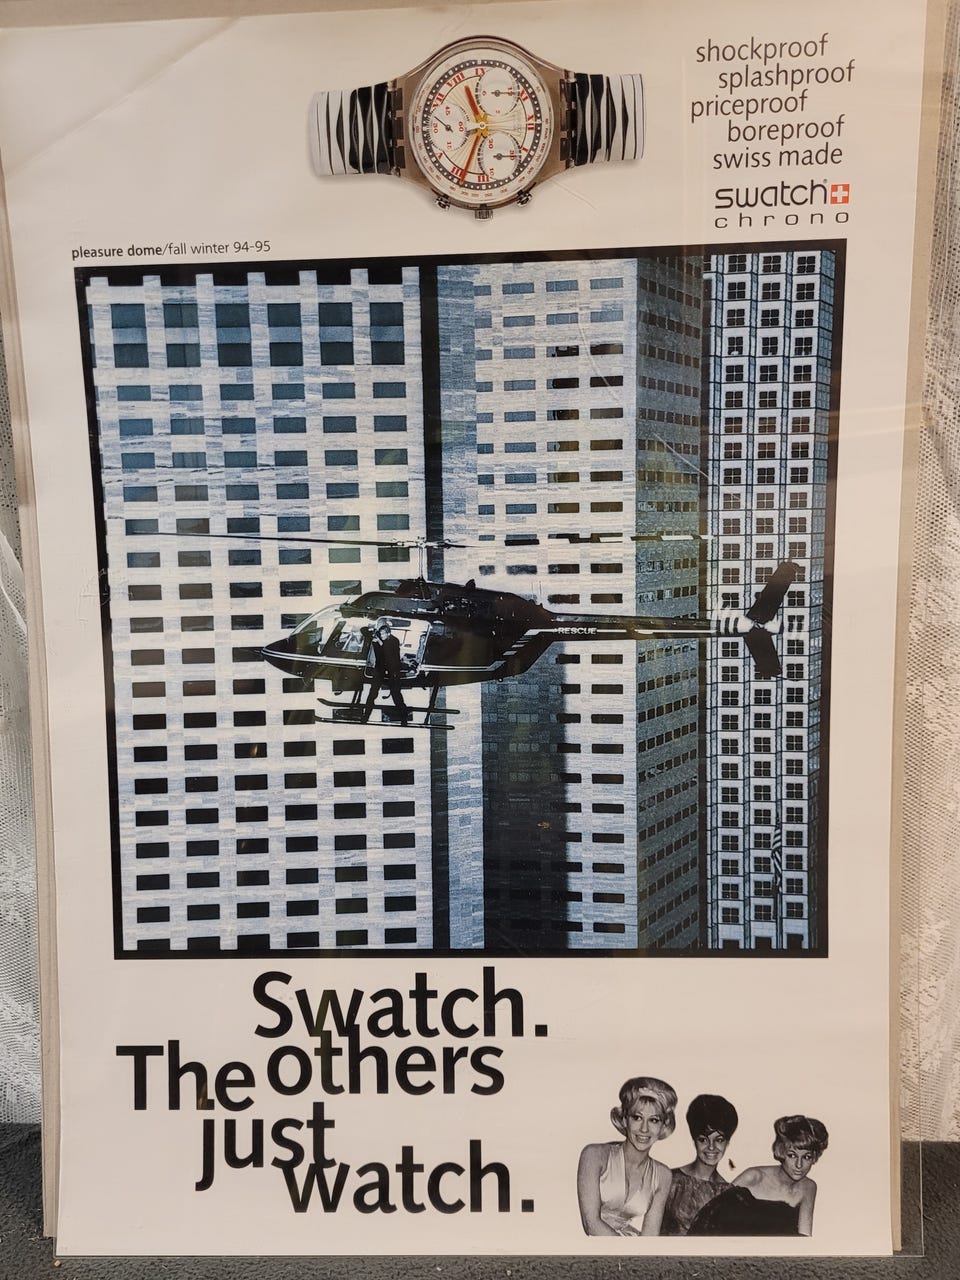 shockproof
splashproof
priceproof
boreproof
swiss made
swatch
chrono
pleasure dome/fall winter 94-95
RESCUE
Swatch.
The others
just
watch.